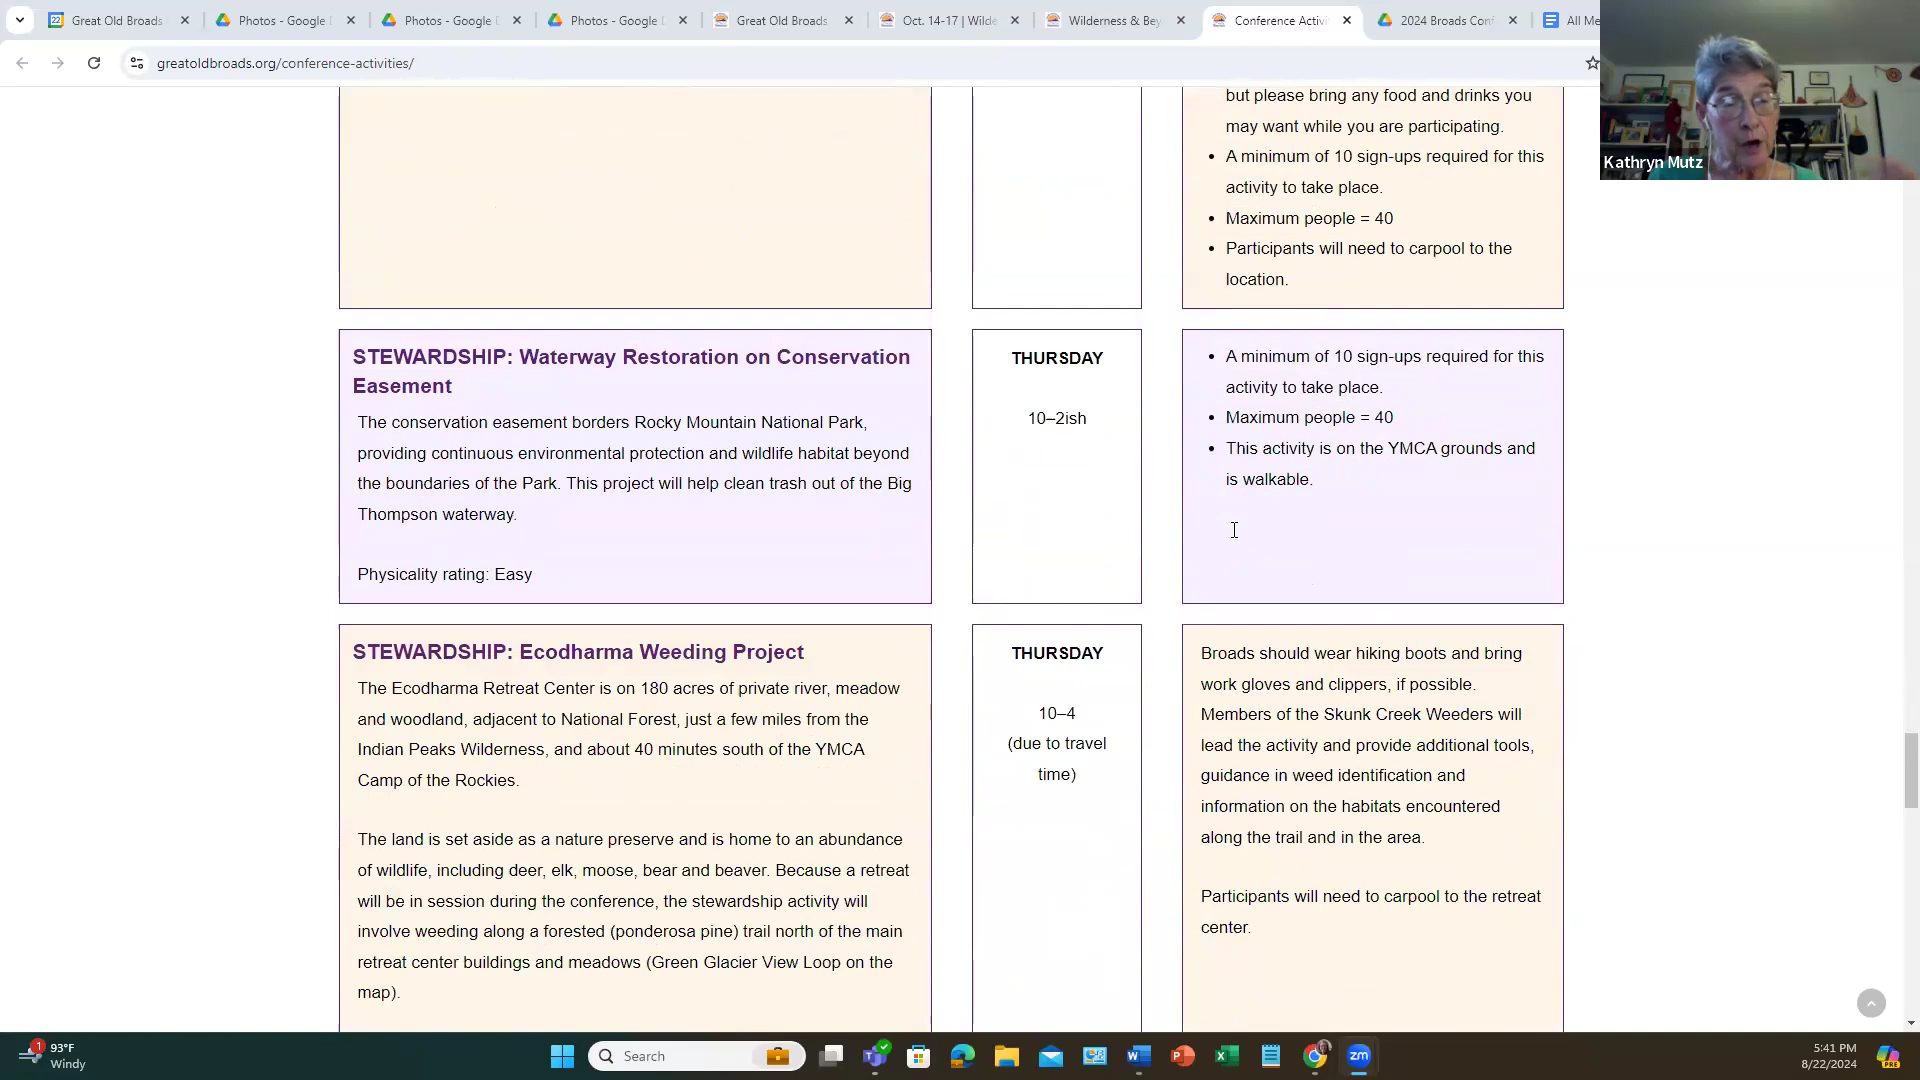 Great Old Broads
Photos - Google D
Photos - Google D
Photos - Google D
Great Old Broads
Oct. 14-17 | Wilde
Wilderness & Bey
Conference Activi
2024 Broads Conf
All Me
greatoldbroads.org/conference-activities/
Kathryn Mutz
but please bring any food and drinks you
may want while you are participating.
• A minimum of 10 sign-ups required for this
activity to take place.
• Maximum people = 40
• Participants will need to carpool to the
location.
STEWARDSHIP: Waterway Restoration on Conservation
Easement
The conservation easement borders Rocky Mountain National Park,
providing continuous environmental protection and wildlife habitat beyond
the boundaries of the Park. This project will help clean trash out of the Big
Thompson waterway.
Physicality rating: Easy
THURSDAY
10–2ish
• A minimum of 10 sign-ups required for this
activity to take place.
• Maximum people = 40
• This activity is on the YMCA grounds and
is walkable.
STEWARDSHIP: Ecodharma Weeding Project
The Ecodharma Retreat Center is on 180 acres of private river, meadow
and woodland, adjacent to National Forest, just a few miles from the
Indian Peaks Wilderness, and about 40 minutes south of the YMCA
Camp of the Rockies.
The land is set aside as a nature preserve and is home to an abundance
of wildlife, including deer, elk, moose, bear and beaver. Because a retreat
will be in session during the conference, the stewardship activity will
involve weeding along a forested (ponderosa pine) trail north of the main
retreat center buildings and meadows (Green Glacier View Loop on the
map).
THURSDAY
10–4
(due to travel
time)
Broads should wear hiking boots and bring
work gloves and clippers, if possible.
Members of the Skunk Creek Weeders will
lead the activity and provide additional tools,
guidance in weed identification and
information on the habitats encountered
along the trail and in the area.
Participants will need to carpool to the retreat
center.
1
93°F
Windy
Search
zm
5:41 PM
8/22/2024